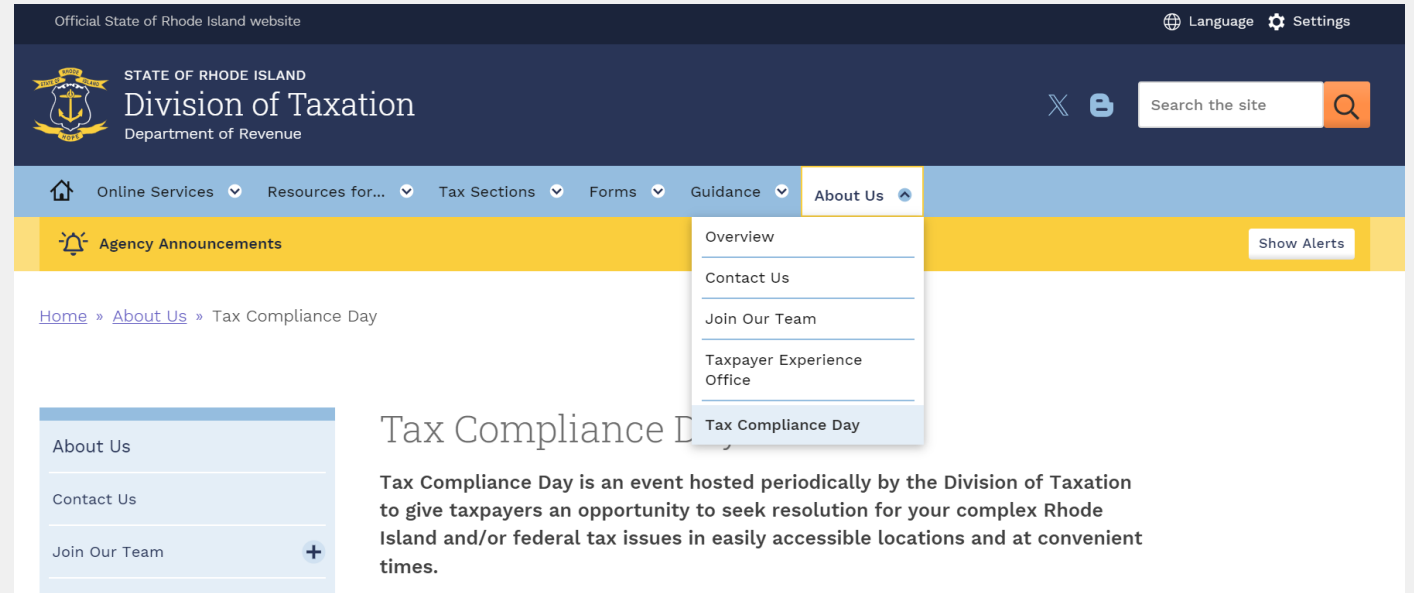 Official State of Rhode Island website
Language
Settings
STATE OF RHODE ISLAND
Division of Taxation
Department of Revenue
Search the site
Online Services
Resources for...
Tax Sections
Forms
Guidance
About Us
Agency Announcements
Show Alerts
Overview
Contact Us
Join Our Team
Taxpayer Experience
Office
Tax Compliance Day
Home » About Us » Tax Compliance Day
About Us
Contact Us
Join Our Team
Tax Compliance D
Tax Compliance Day is an event hosted periodically by the Division of Taxation
to give taxpayers an opportunity to seek resolution for your complex Rhode
Island and/or federal tax issues in easily accessible locations and at convenient
times.